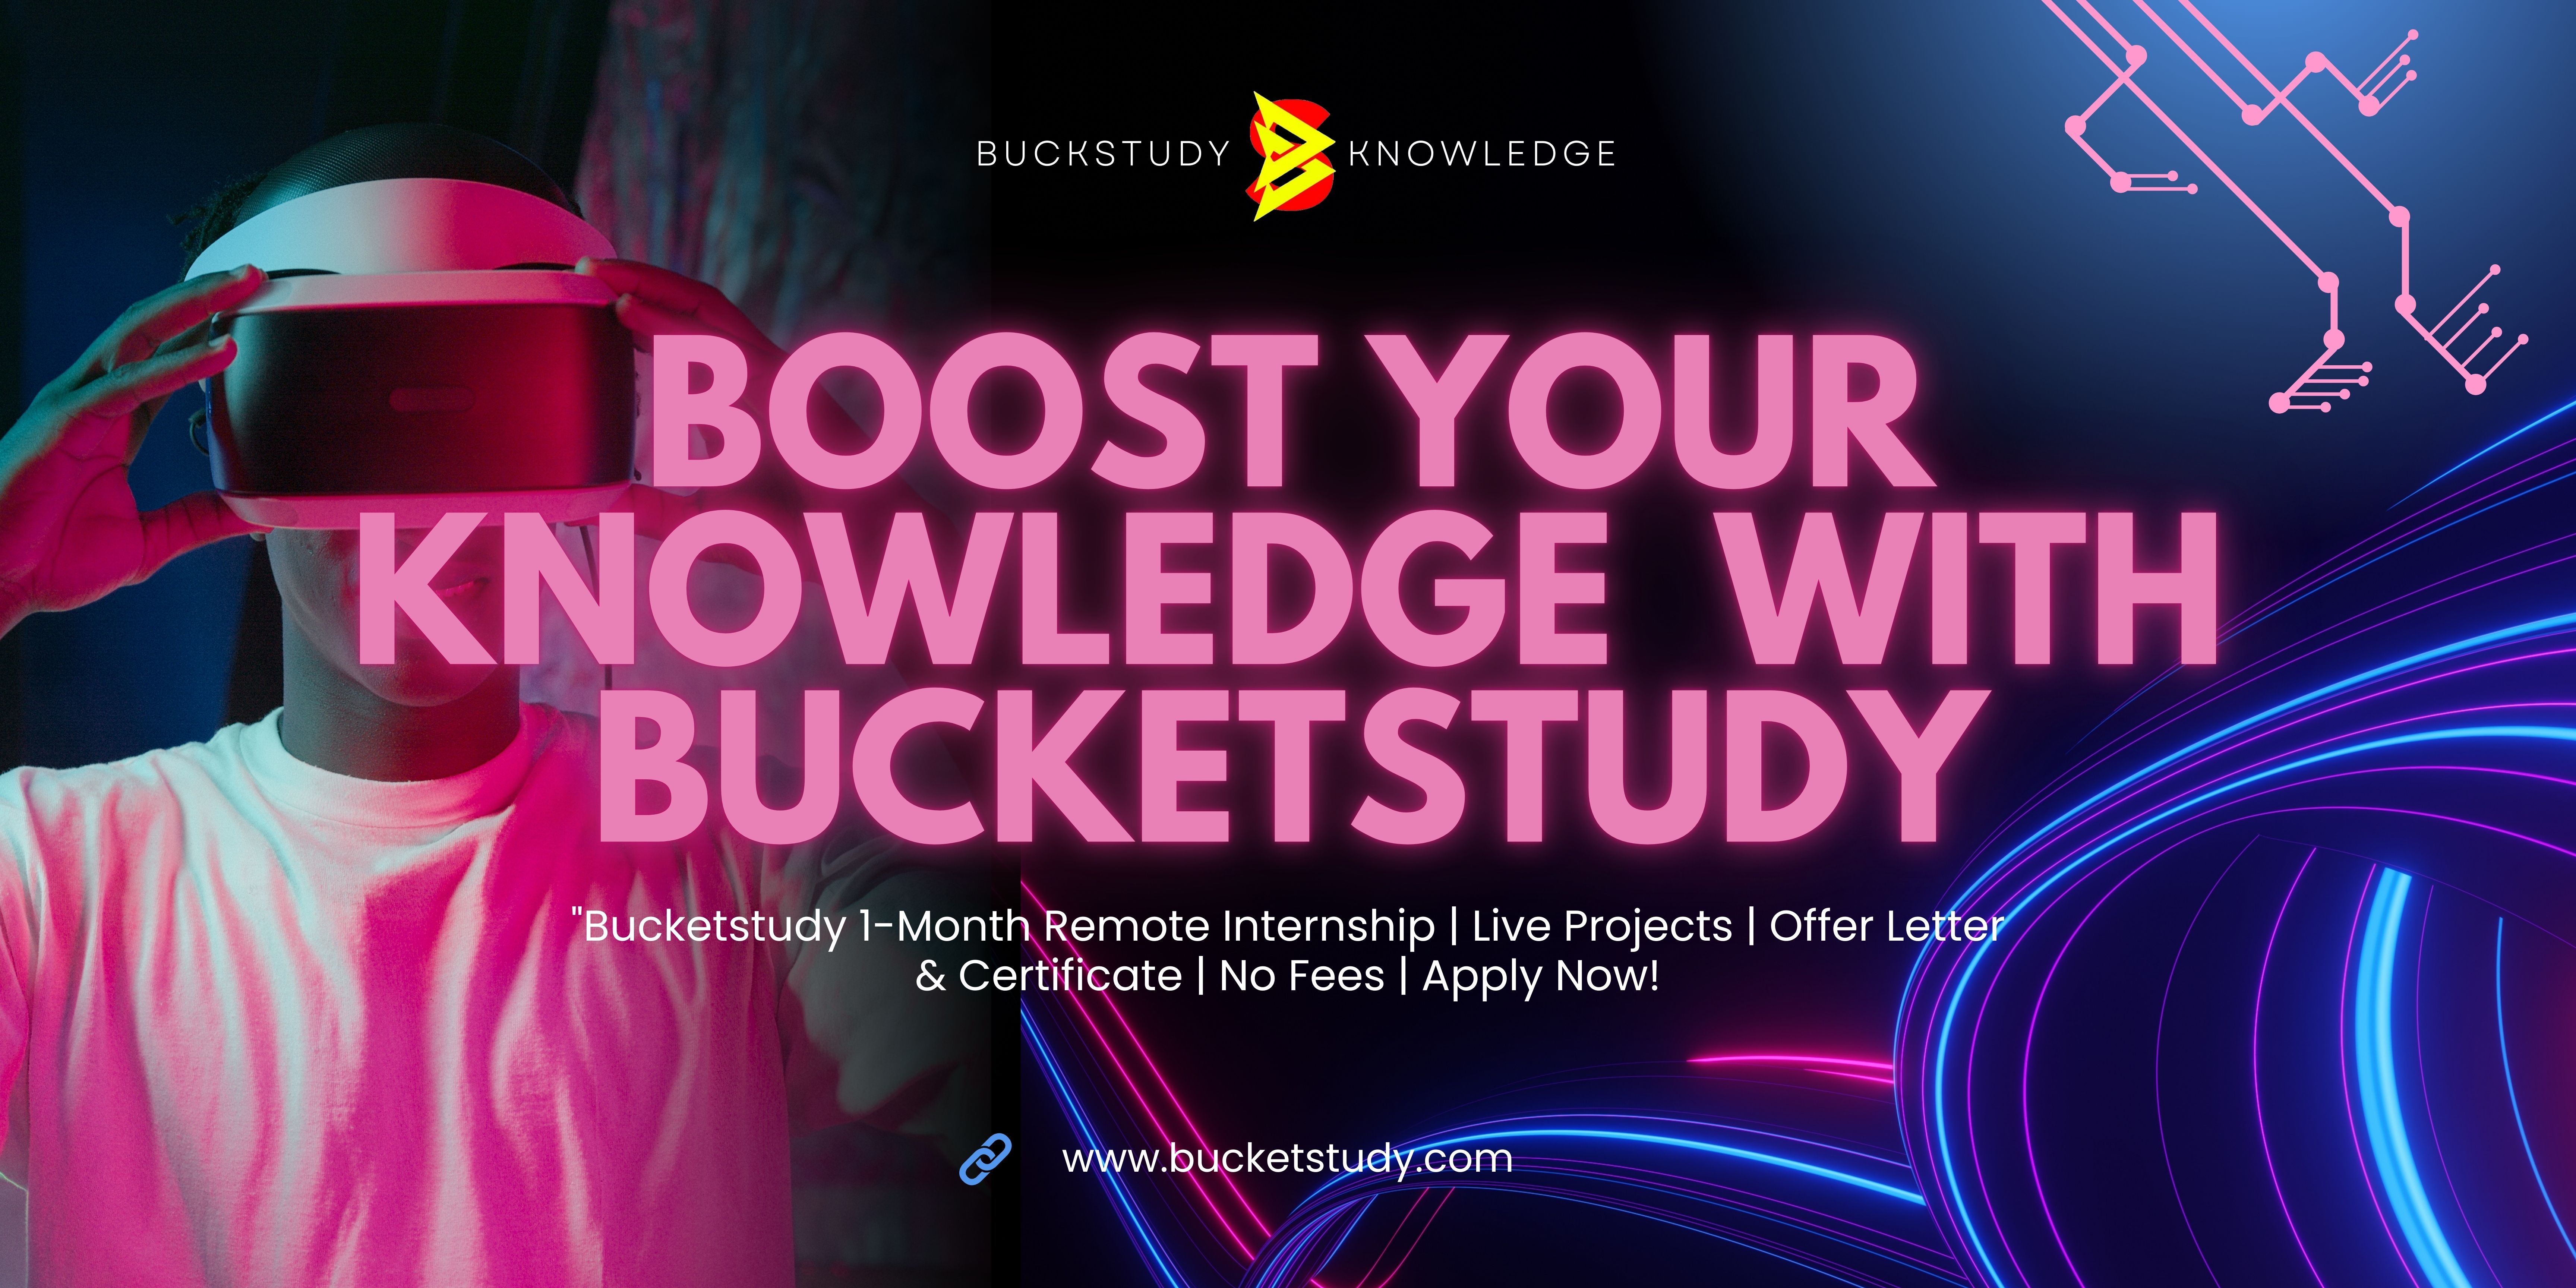 BUCKSTUDY KNOWLEDGE
BOOST YOUR
KNOWLEDGE WITH
BUCKETSTUDY
"Bucketstudy 1-Month Remote Internship | Live Projects | Offer Letter
& Certificate | No Fees | Apply Now!
www.bucketstudy.com